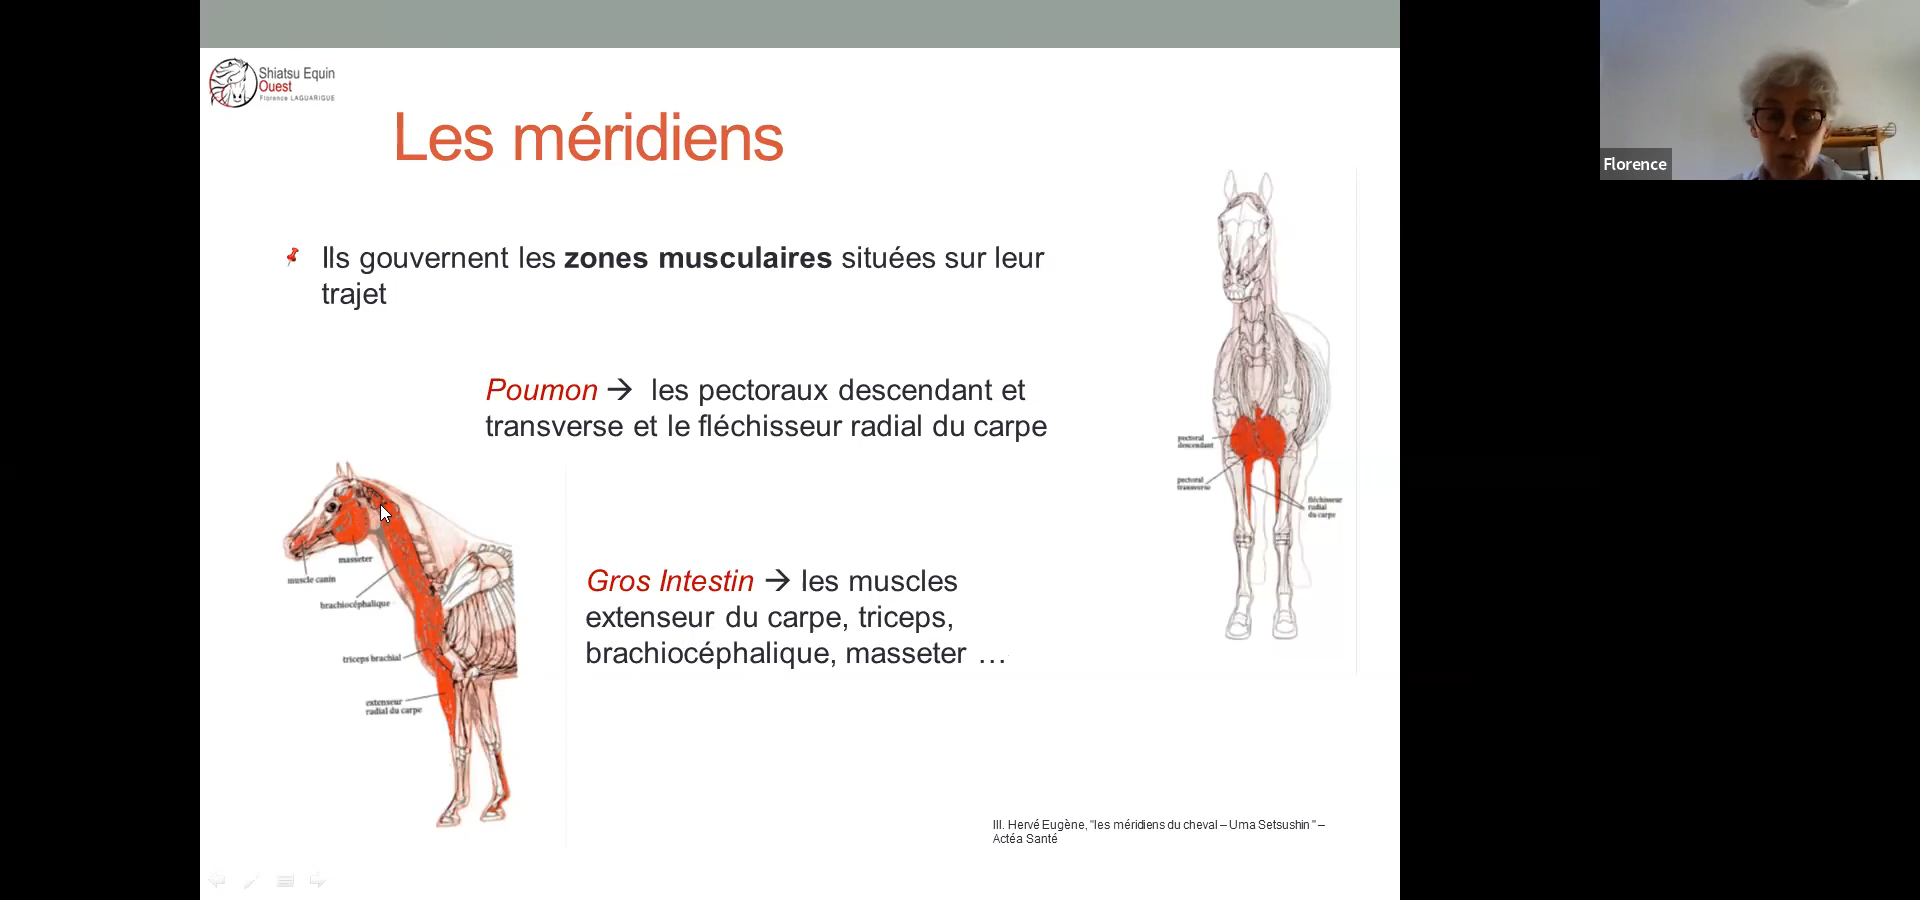 Shiatsu Equin
Ouest
Florence LAGUARIGUE
Les méridiens
Ils gouvernent les zones musculaires situées sur leur
trajet
Poumon → les pectoraux descendant et
transverse et le fléchisseur radial du carpe
pectoral
descendant
pectoral
transverse
fléchisseur
radial
du carpe
masseter
muscle canin
brachiocéphalique
triceps brachial
extenseur
radial du carpe
Gros Intestin → les muscles
extenseur du carpe, triceps,
brachiocéphalique, masseter …
III. Hervé Eugène, "les méridiens du cheval – Uma Setsushin" –
Actéa Santé
Florence